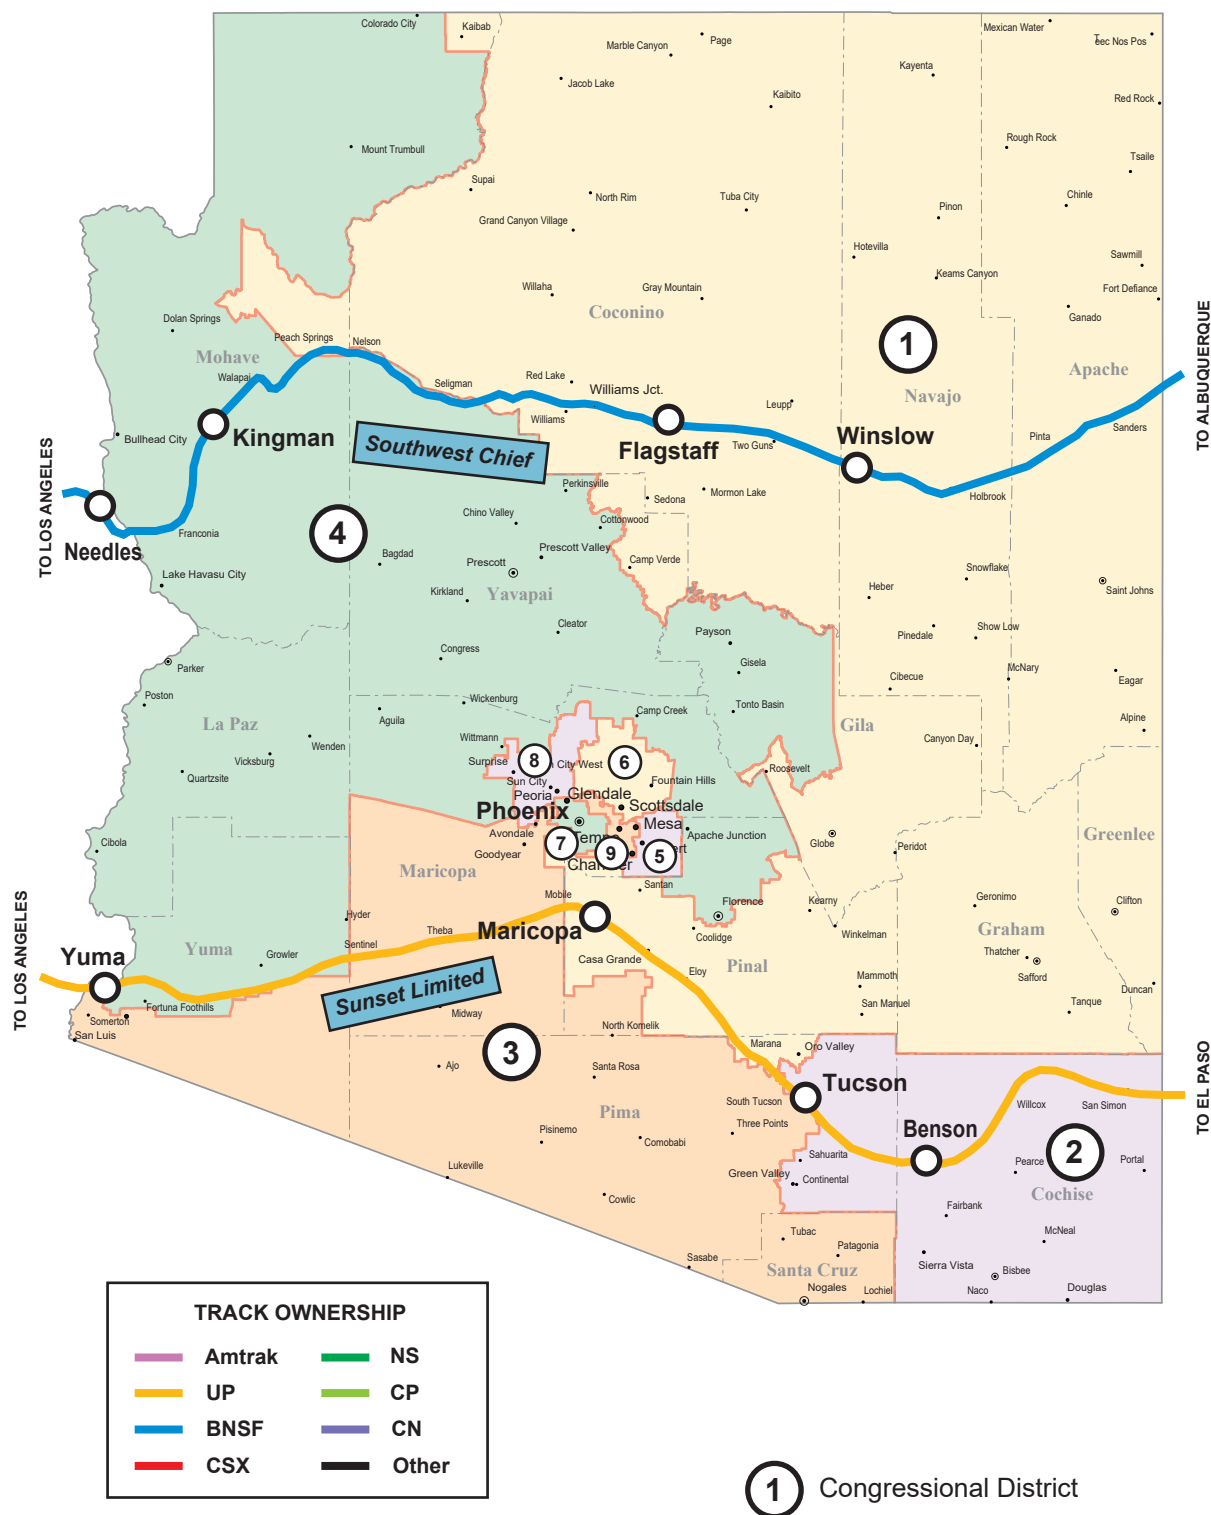 Colorado City
Kaibab
Marble Canyon
Page
Mexican Water
Teec Nos Pos
Kayenta
Jacob Lake
Kaibito
Red Rock
Mount Trumbull
Rough Rock
Tsaile
Supai
North Rim
Tuba City
Chinle
Grand Canyon Village
Pinon
Hotevilla
Sawmill
Keams Canyon
Willaha
Gray Mountain
Fort Defiance
Coconino
Ganado
Dolan Springs
Peach Springs
Nelson
1
Mohave
Walapai
Apache
TO ALBUQUERQUE
Seligman
Red Lake
Williams Jct.
Navajo
Leupp
Williams
Bullhead City
Kingman
Southwest Chief
Flagstaff
Two Guns
Winslow
Pinta
Sanders
Perkinsville
Sedona
Mormon Lake
Holbrook
TO LOS ANGELES
Needles
Franconia
4
Chino Valley
Cottonwood
Prescott Valley
Bagdad
Prescott
Camp Verde
Lake Havasu City
Kirkland
Yavapai
Heber
Snowflake
Saint Johns
Cleator
Payson
Pinedale
Show Low
Congress
Gisela
Parker
McNary
Eagar
Cibecue
Poston
Wickenburg
Tonto Basin
La Paz
Aguila
Camp Creek
Gila
Alpine
Wenden
Wittmann
Canyon Day
Vicksburg
8
6
Surprise
n City West
Quartzsite
Sun City
Fountain Hills
Roosevelt
Peoria
Glendale
Phoenix
Scottsdale
Avondale
Tempe
Mesa
Apache Junction
Greenlee
Cibola
Goodyear
7
9
5
Globe
Peridot
Maricopa
Santan
Mobile
Florence
Kearny
Geronimo
Clifton
Hyder
Theba
Maricopa
Coolidge
Winkelman
Graham
Yuma
Yuma
Growler
Sentinel
Casa Grande
Eloy
Pinal
Thatcher
Safford
TO LOS ANGELES
Sunset Limited
Mammoth
Duncan
Fortuna Foothills
San Manuel
Tanque
Somerton
Midway
San Luis
North Komelik
3
Marana
Oro Valley
Ajo
Santa Rosa
Tucson
South Tucson
Pima
Willcox
San Simon
TO EL PASO
Pisinemo
Comobabi
Three Points
Benson
2
Sahuarita
Lukeville
Green Valley
Continental
Pearce
Portal
Cowlic
Cochise
Fairbank
Tubac
McNeal
Patagonia
Sasabe
Sierra Vista
Santa Cruz
Bisbee
Nogales
Lochiel
Naco
Douglas
TRACK OWNERSHIP
Amtrak
NS
UP
CP
BNSF
CN
CSX
Other
1
Congressional District